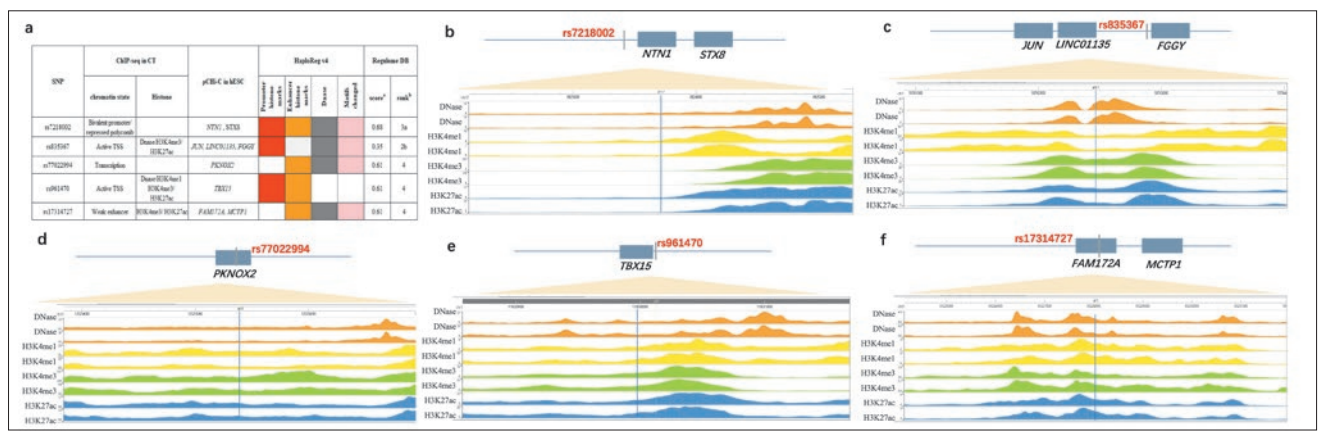 a
SNP
ChIP-seq in CT
chromatin state
Histone
pCHi-C in hESC
HaploReg v4
Promoter histone marks
Enhancer histone marks
Dnase
Motifs changed
Regulome DB
scoreᵃ
rankᵇ
rs7218002
Bivalent promoter/
repressed polycomb
NTN1 , STX8
0.68
3a
rs835367
Active TSS
Dnase/H3K4me3/
H3K27ac
JUN, LINC01135, FGGY
0.35
2b
rs77022994
Transcription
PKNOX2
0.61
4
rs961470
Active TSS
Dnase/H3K4me1
H3K4me3/
H3K27ac
TBX15
0.61
4
rs17314727
Weak enhancer
H3K4me3/ H3K27ac
FAM172A, MCTP1
0.61
4
b
rs7218002
NTN1
STX8
DNase
DNase
H3K4me1
H3K4me1
H3K4me3
H3K4me3
H3K27ac
H3K27ac
c
rs835367
JUN
LINC01135
FGGY
DNase
DNase
H3K4me1
H3K4me1
H3K4me3
H3K4me3
H3K27ac
H3K27ac
d
rs77022994
PKNOX2
DNase
DNase
H3K4me1
H3K4me1
H3K4me3
H3K4me3
H3K27ac
H3K27ac
e
rs961470
TBX15
DNase
DNase
H3K4me1
H3K4me1
H3K4me3
H3K4me3
H3K27ac
H3K27ac
f
rs17314727
FAM172A
MCTP1
DNase
DNase
H3K4me1
H3K4me1
H3K4me3
H3K4me3
H3K27ac
H3K27ac